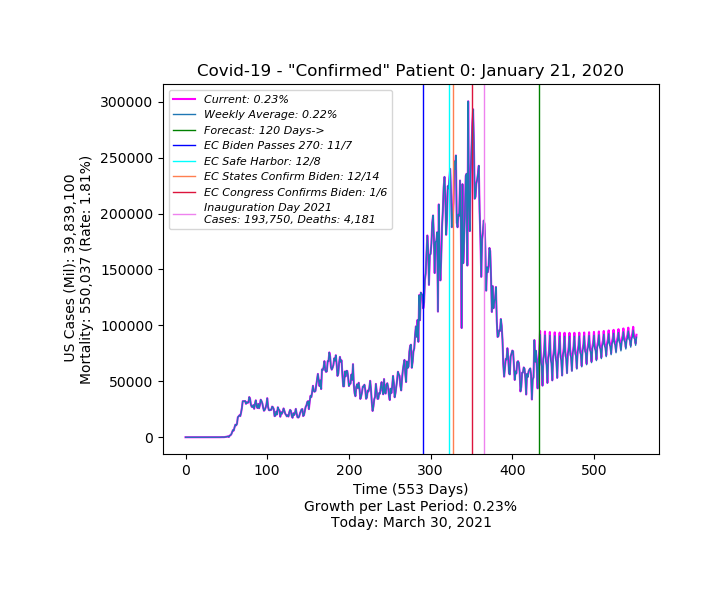 Covid-19 - "Confirmed" Patient 0: January 21, 2020
US Cases (Mil): 39,839,100
Mortality: 550,037 (Rate: 1.81%)
300000
250000
200000
150000
100000
50000
0
Current: 0.23%
Weekly Average: 0.22%
Forecast: 120 Days->
EC Biden Passes 270: 11/7
EC Safe Harbor: 12/8
EC States Confirm Biden: 12/14
EC Congress Confirms Biden: 1/6
Inauguration Day 2021
Cases: 193,750, Deaths: 4,181
0 100 200 300 400 500
Time (553 Days)
Growth per Last Period: 0.23%
Today: March 30, 2021